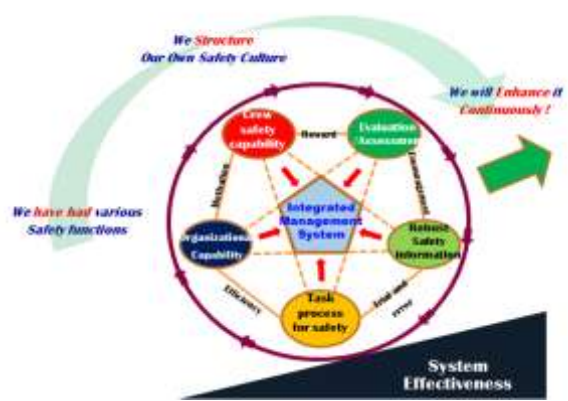 We Structure
Our Own Safety Culture
We will Enhance it
Continuously !
We have had various
Safety functions
Crew
safety
capability
Reward
Evaluation
/Assessment
Motivation
Encouragement
Integrated
Management
System
Organizational
Capability
Robust
Safety
information
Efficiency
Task
process
for safety
Trial and
error
System
Effectiveness